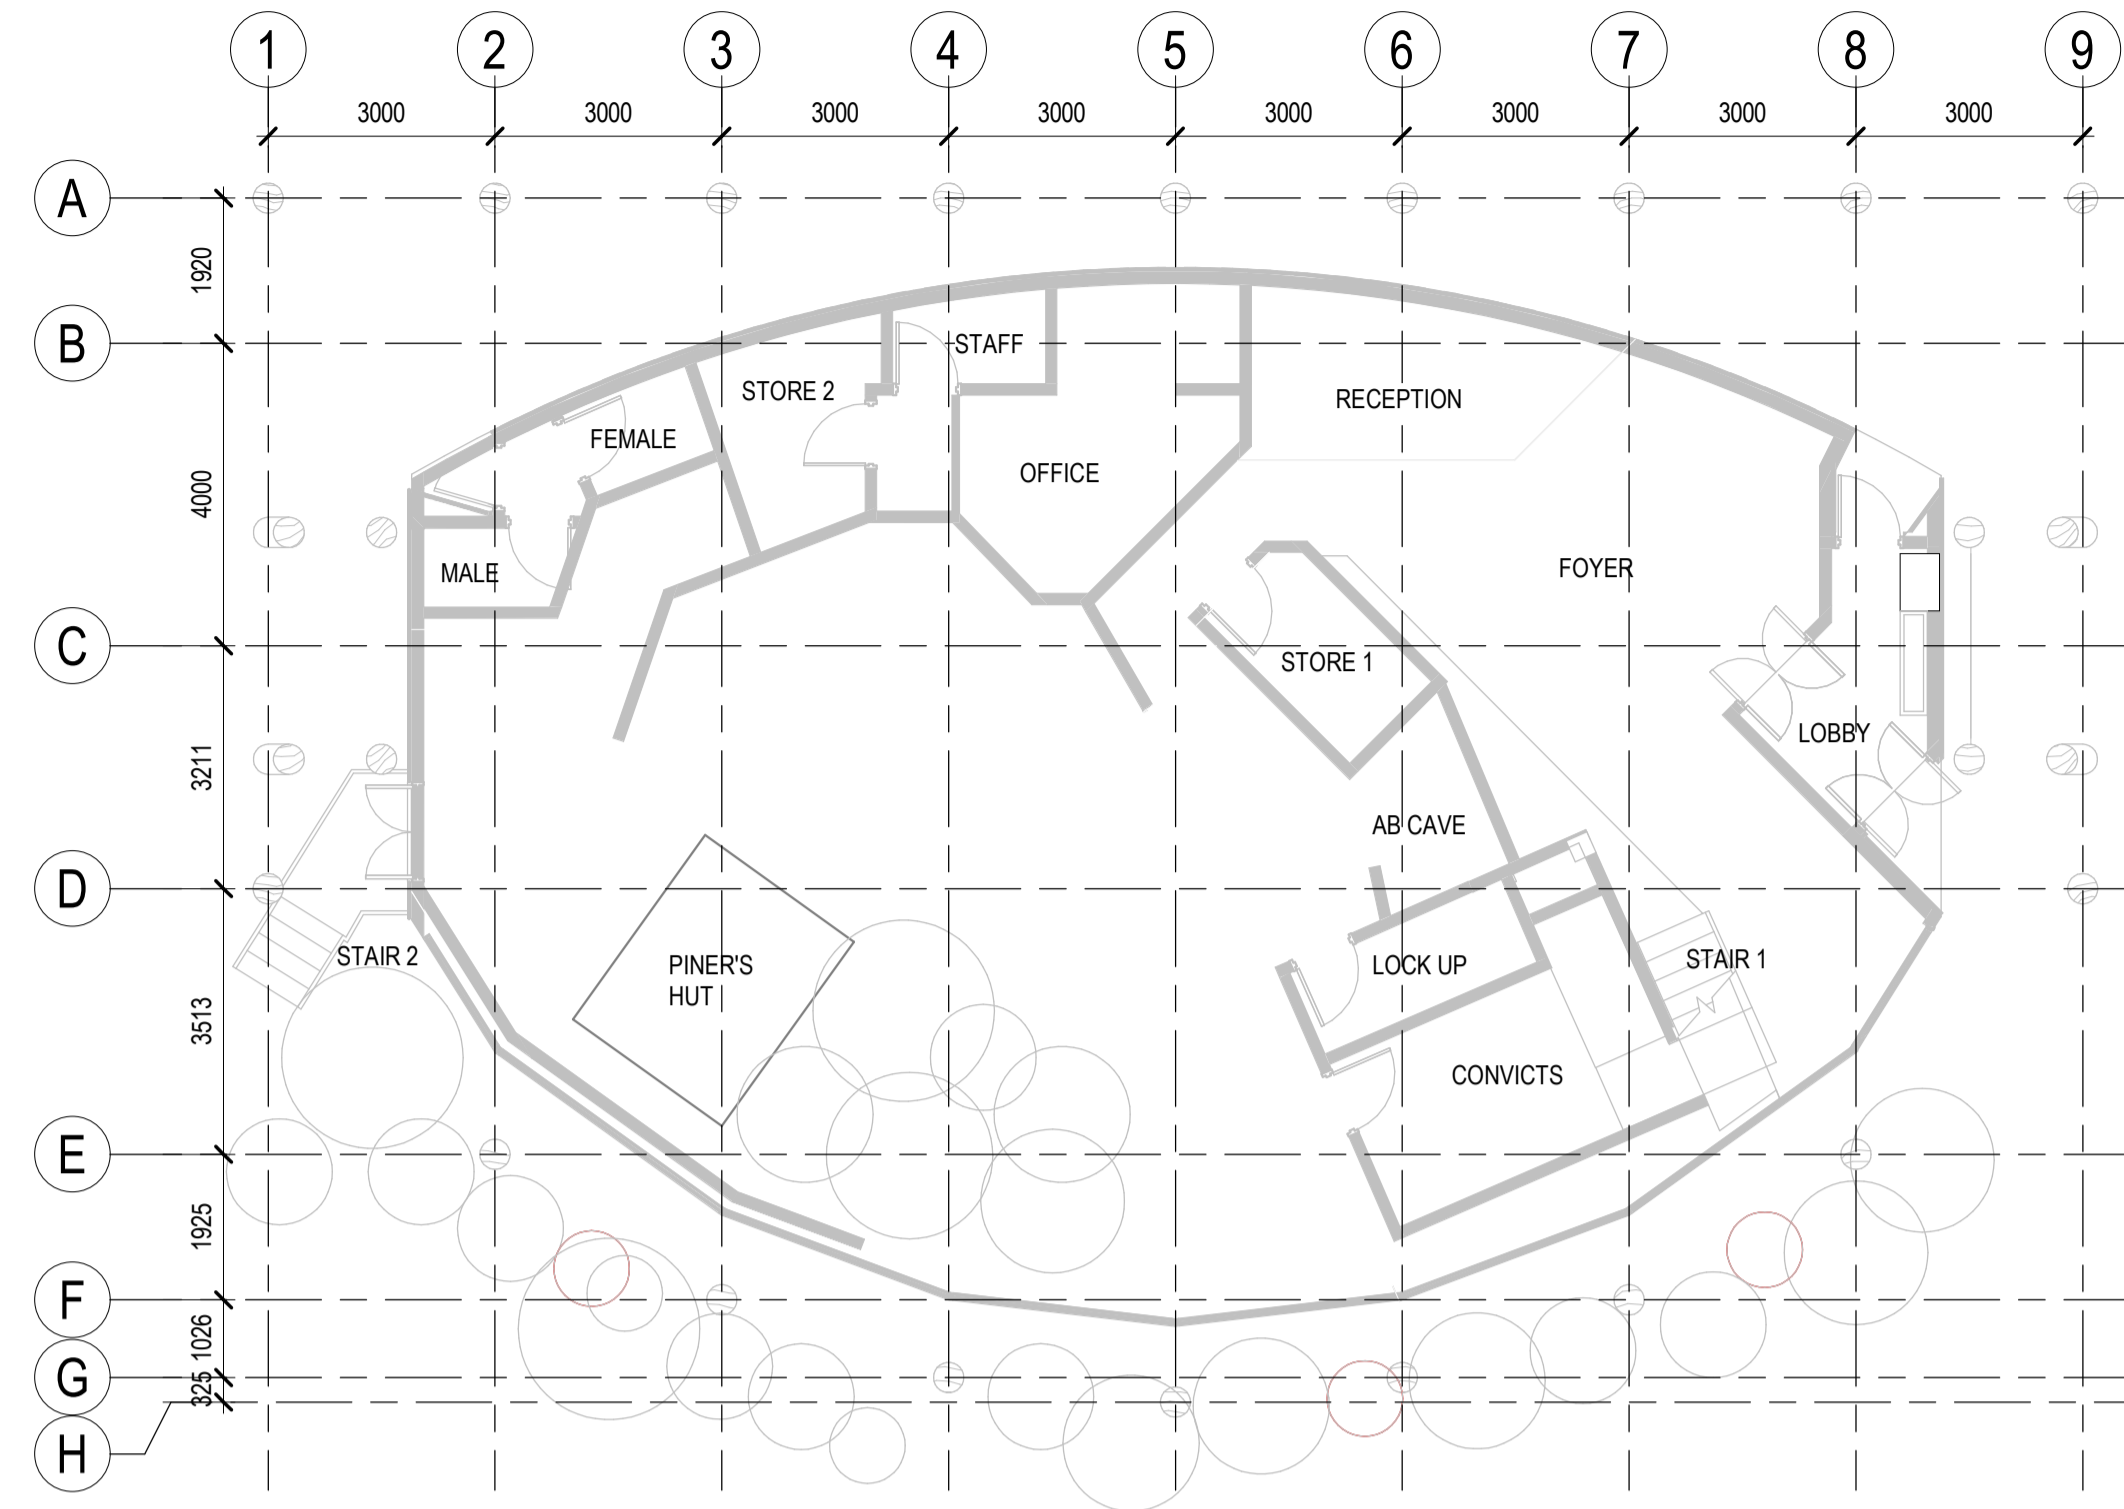 1 2 3 4 5 6 7 8 9
3000 3000 3000 3000 3000 3000 3000 3000
A
1920
B
STAFF
STORE 2
RECEPTION
FEMALE
OFFICE
4000
MALE
FOYER
C
STORE 1
LOBBY
3211
AB CAVE
D
STAIR 2
PINER'S
HUT
LOCK UP
STAIR 1
3513
CONVICTS
E
1925
F
1026
G
325
H